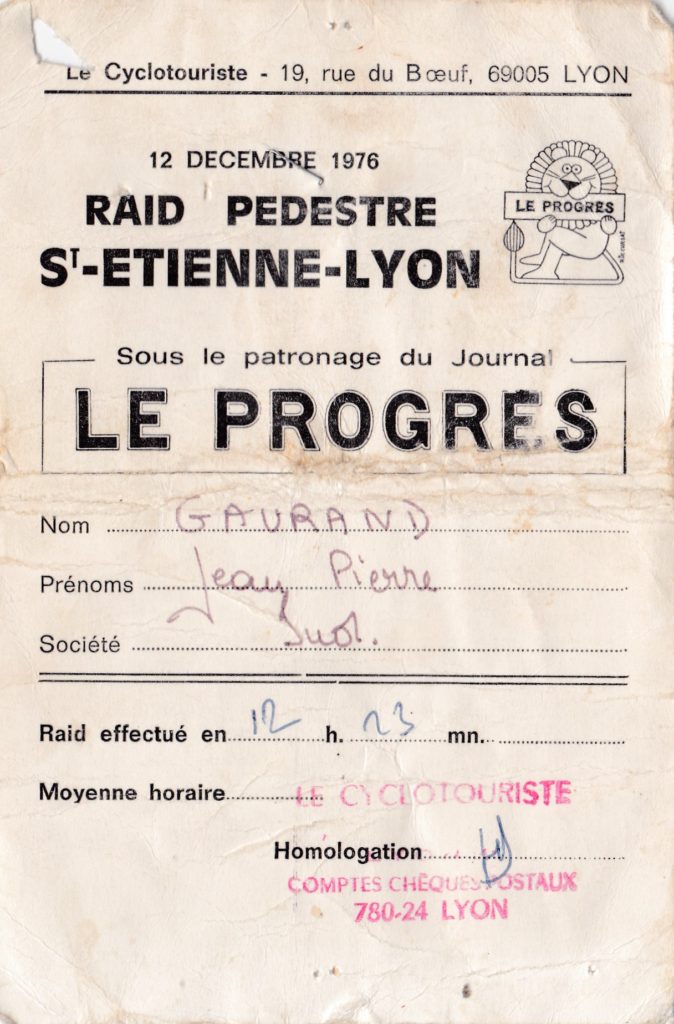 Le Cyclotouriste - 19, rue du Bœuf, 69005 LYON
12 DECEMBRE 1976
RAID PEDESTRE
ST-ETIENNE-LYON
LE PROGRES
Sous le patronage du Journal
LE PROGRES
Nom GAURAND
Prénoms Jean Pierre
Société
Raid effectué en 12 h. 23 mn.
Moyenne horaire
LE CYCLOTOURISTE
Homologation
COMPTES CHÈQUES POSTAUX
780-24 LYON